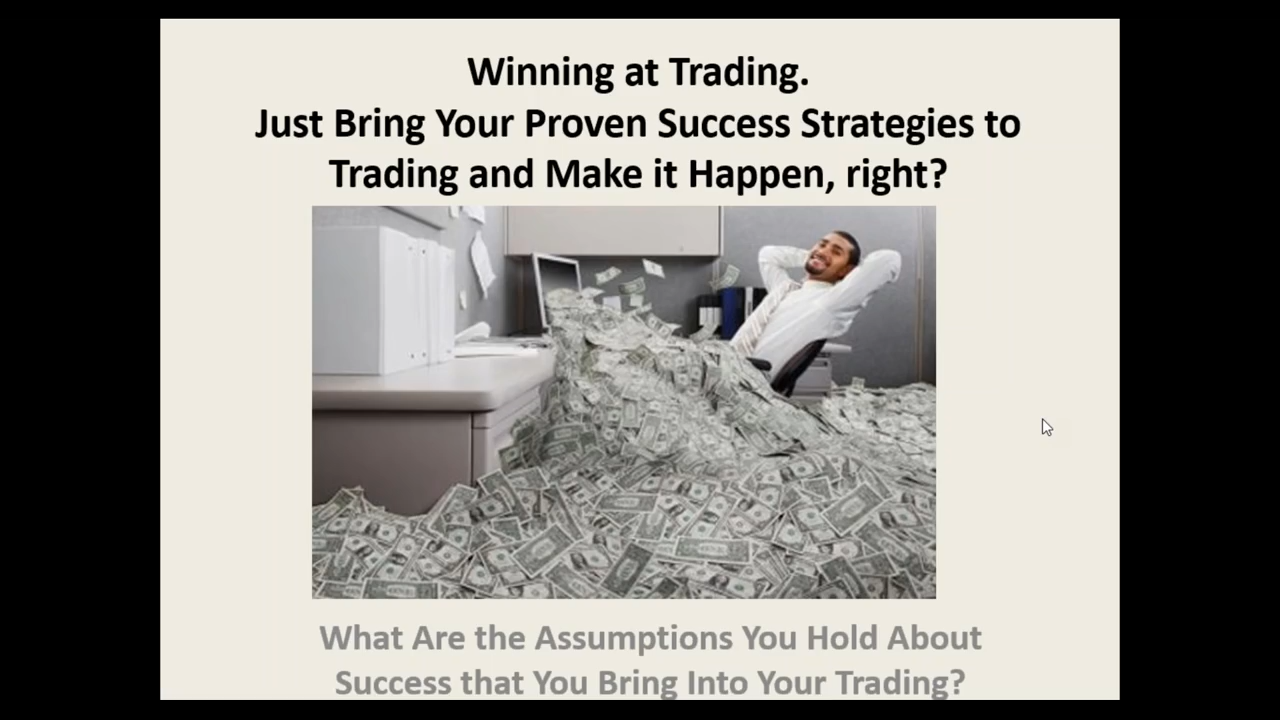 Winning at Trading.
Just Bring Your Proven Success Strategies to
Trading and Make it Happen, right?
What Are the Assumptions You Hold About
Success that You Bring Into Your Trading?